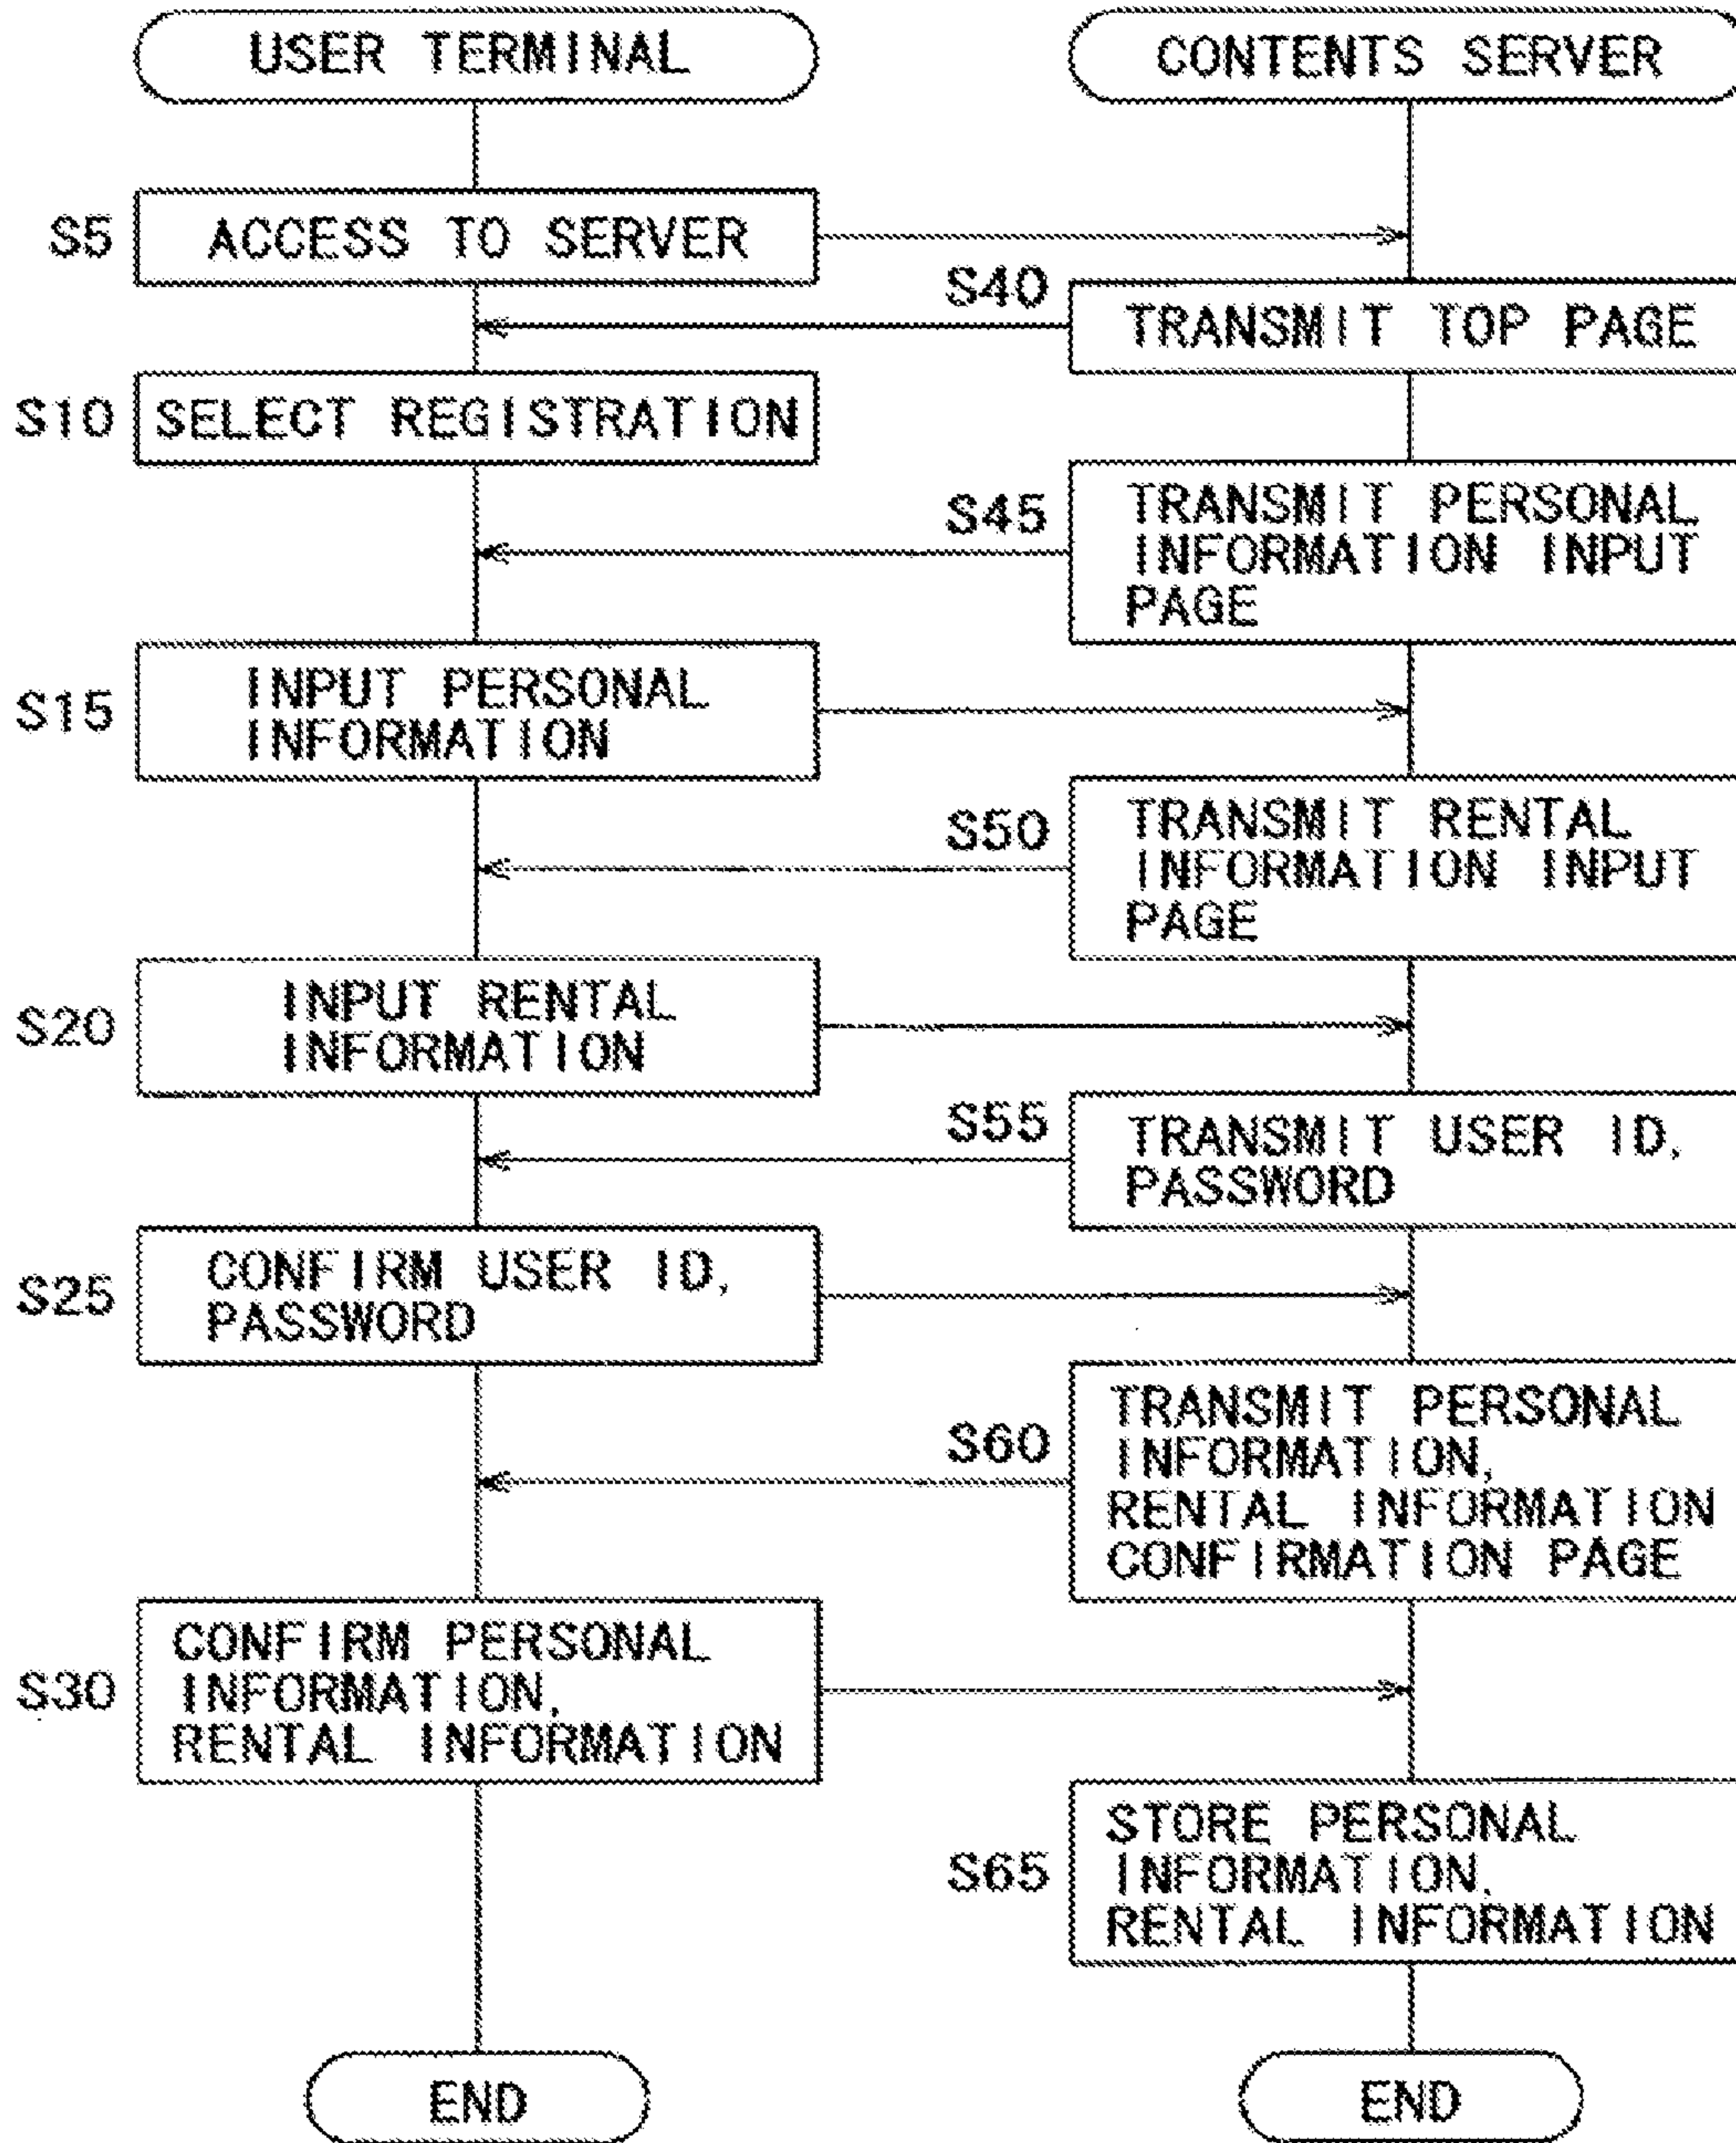 USER TERMINAL
CONTENTS SERVER
S5
ACCESS TO SERVER
S40
TRANSMIT TOP PAGE
S10
SELECT REGISTRATION
S45
TRANSMIT PERSONAL
INFORMATION INPUT
PAGE
S15
INPUT PERSONAL
INFORMATION
S50
TRANSMIT RENTAL
INFORMATION INPUT
PAGE
S20
INPUT RENTAL
INFORMATION
S55
TRANSMIT USER ID,
PASSWORD
S25
CONFIRM USER ID,
PASSWORD
S60
TRANSMIT PERSONAL
INFORMATION,
RENTAL INFORMATION
CONFIRMATION PAGE
S30
CONFIRM PERSONAL
INFORMATION,
RENTAL INFORMATION
S65
STORE PERSONAL
INFORMATION,
RENTAL INFORMATION
END
END